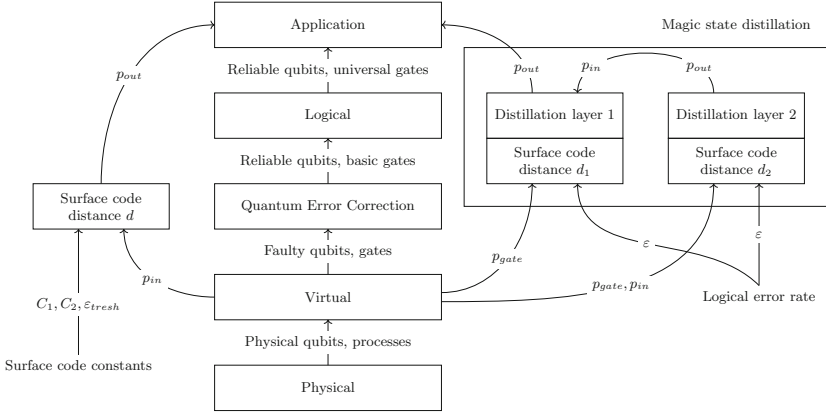 Application
Magic state distillation
p_out
Reliable qubits, universal gates
p_out
p_in
p_out
Logical
Distillation layer 1
Distillation layer 2
Reliable qubits, basic gates
Surface code
distance d_1
Surface code
distance d_2
Surface code
distance d
Quantum Error Correction
Faulty qubits, gates
p_gate
ε
ε
p_in
Virtual
p_gate, p_in
C_1, C_2, ε_tresh
Logical error rate
Physical qubits, processes
Surface code constants
Physical